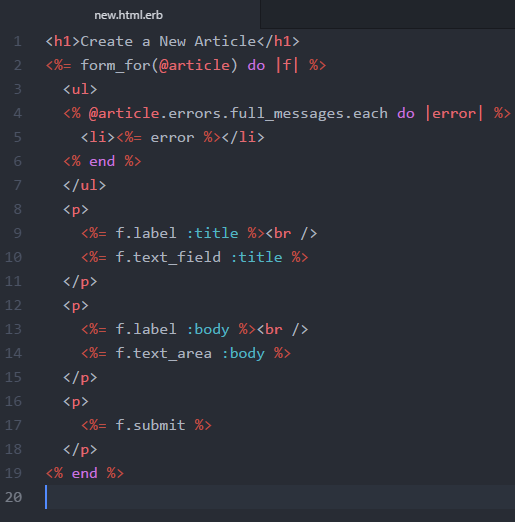 new.html.erb
1 <h1>Create a New Article</h1>
2 <%= form_for(@article) do |f| %>
3   <ul>
4   <% @article.errors.full_messages.each do |error| %>
5     <li><%= error %></li>
6   <% end %>
7   </ul>
8   <p>
9     <%= f.label :title %><br />
10     <%= f.text_field :title %>
11   </p>
12   <p>
13     <%= f.label :body %><br />
14     <%= f.text_area :body %>
15   </p>
16   <p>
17     <%= f.submit %>
18   </p>
19 <% end %>
20